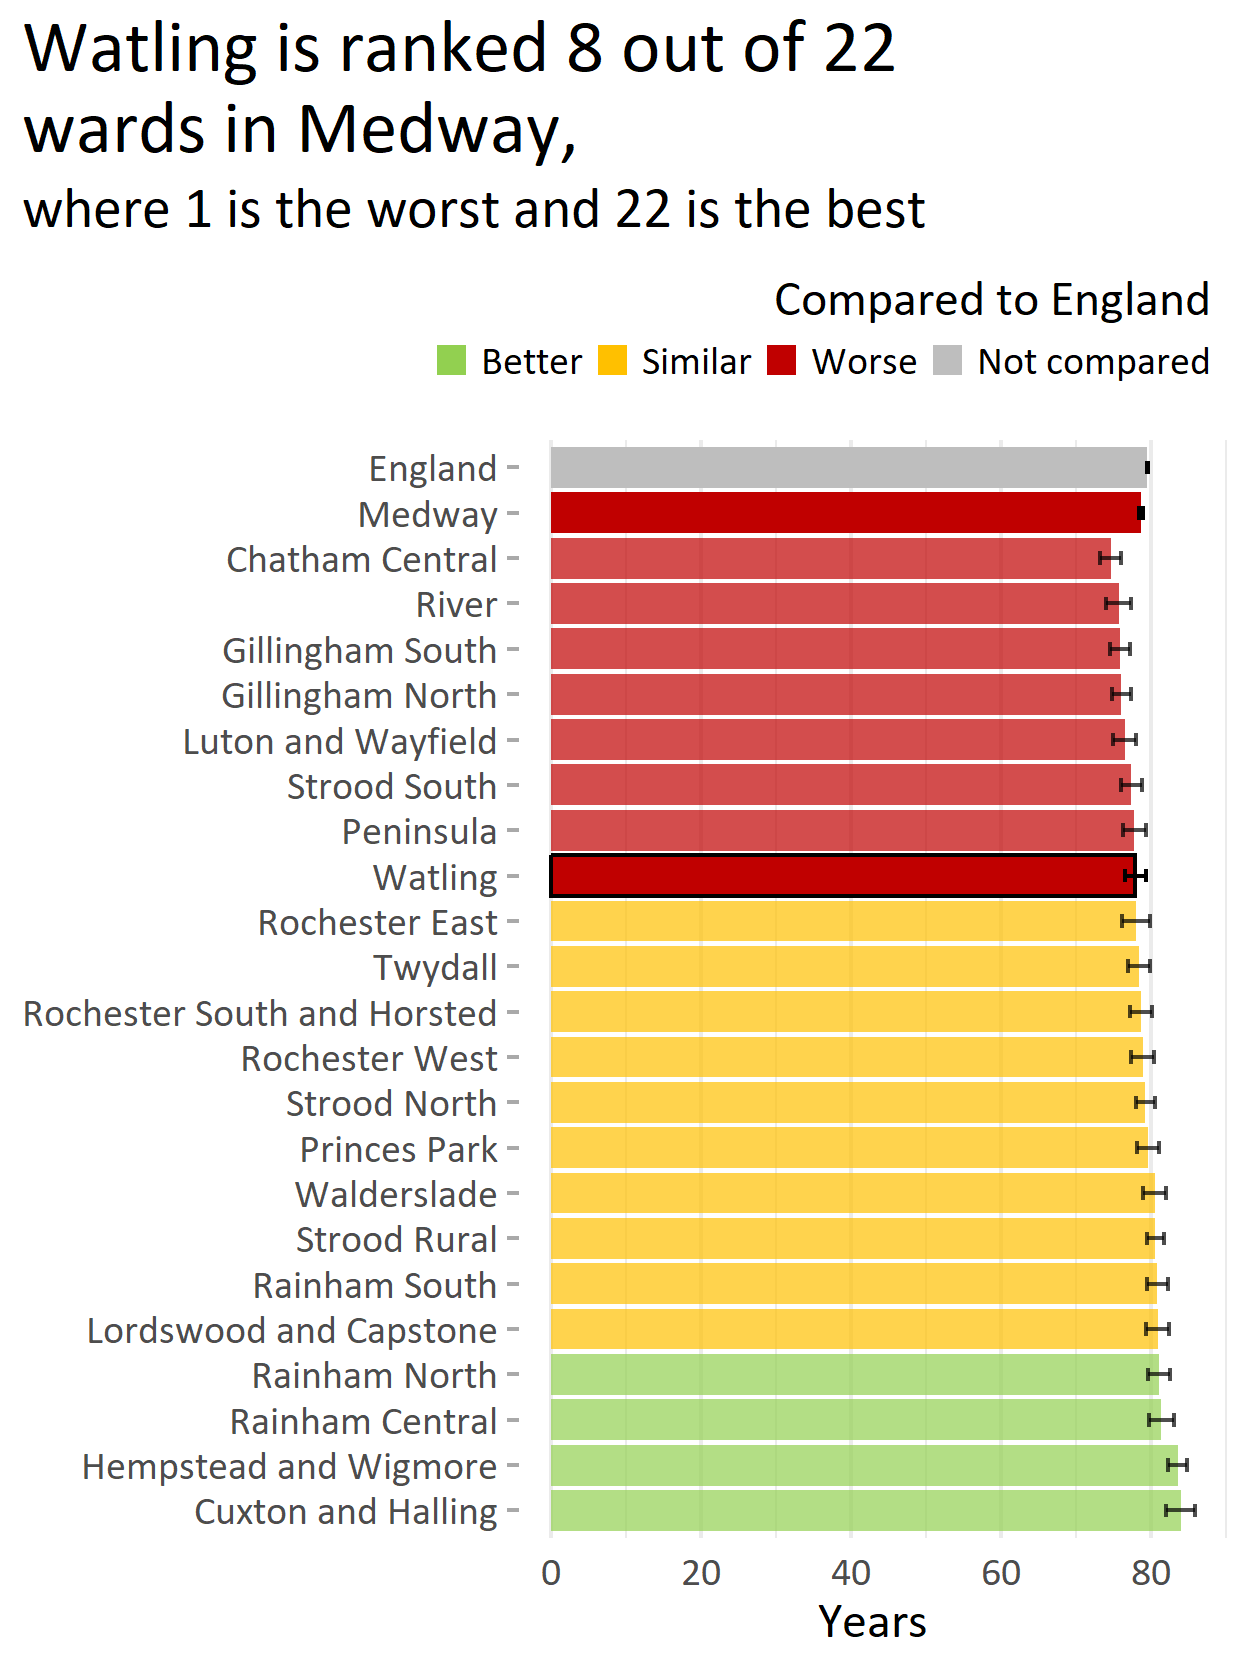 Watling is ranked 8 out of 22
wards in Medway,
where 1 is the worst and 22 is the best
Compared to England
Better Similar Worse Not compared
England
Medway
Chatham Central
River
Gillingham South
Gillingham North
Luton and Wayfield
Strood South
Peninsula
Watling
Rochester East
Twydall
Rochester South and Horsted
Rochester West
Strood North
Princes Park
Walderslade
Strood Rural
Rainham South
Lordswood and Capstone
Rainham North
Rainham Central
Hempstead and Wigmore
Cuxton and Halling
0 20 40 60 80
Years